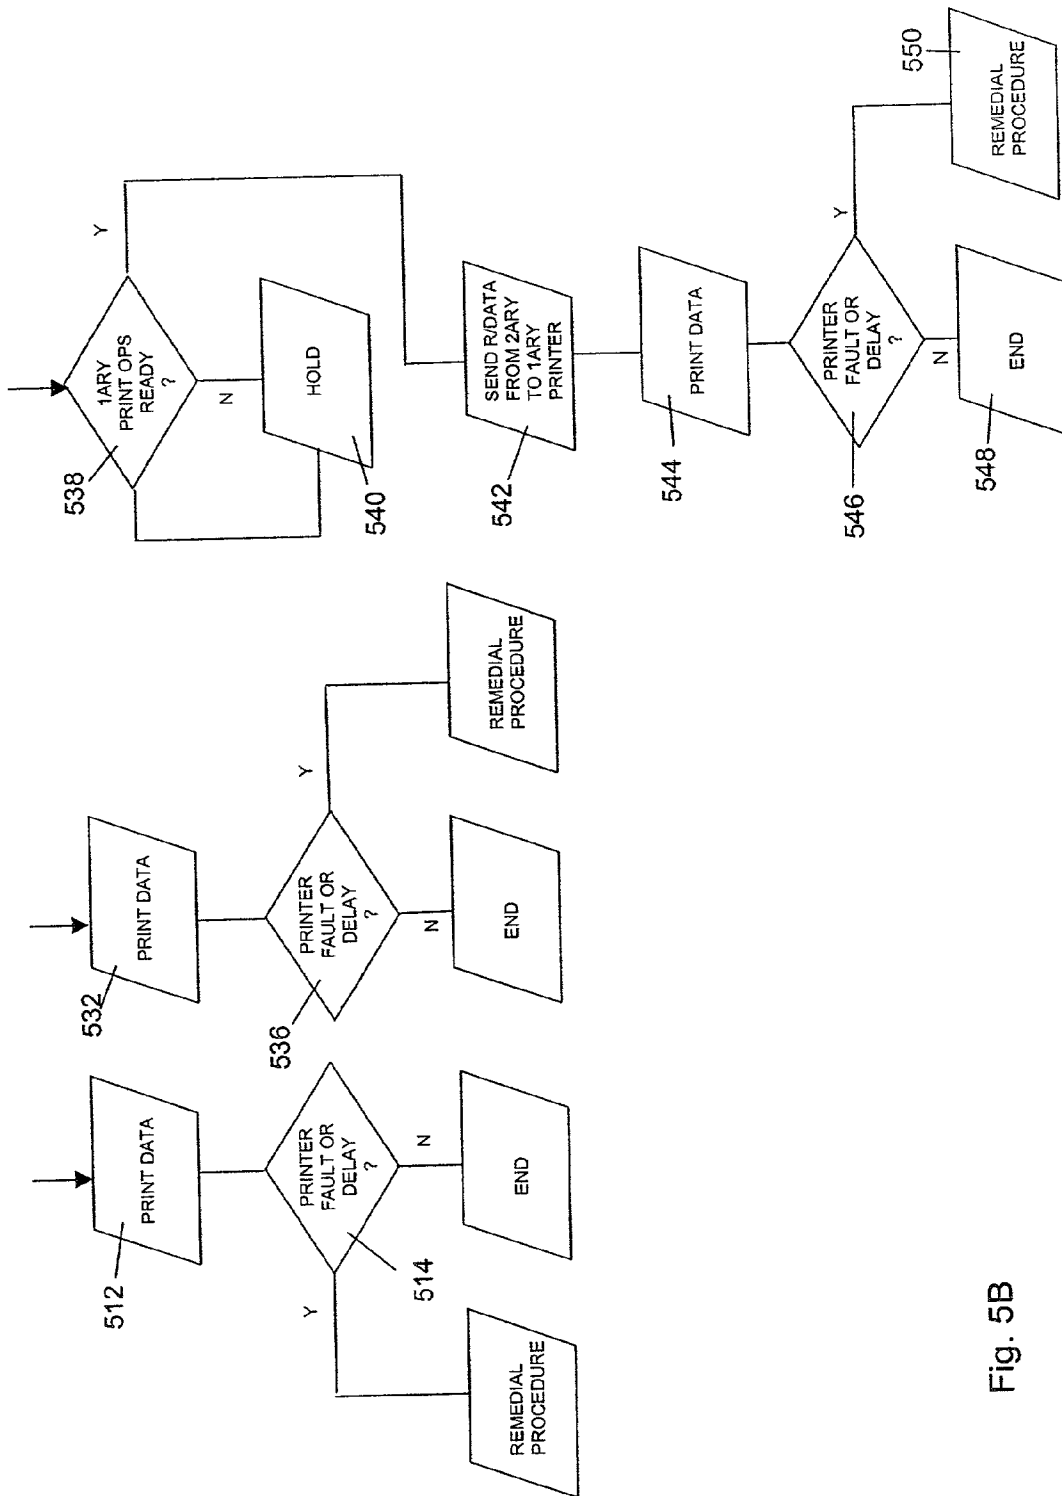 512
PRINT DATA
514
PRINTER
FAULT OR
DELAY
?
Y
N
REMEDIAL
PROCEDURE
END
532
PRINT DATA
536
PRINTER
FAULT OR
DELAY
?
Y
N
END
REMEDIAL
PROCEDURE
538
1ARY
PRINT OPS
READY
?
Y
N
540
HOLD
542
SEND R/DATA
FROM 2ARY
TO 1ARY
PRINTER
544
PRINT DATA
546
PRINTER
FAULT OR
DELAY
?
Y
N
548
END
550
REMEDIAL
PROCEDURE
Fig. 5B